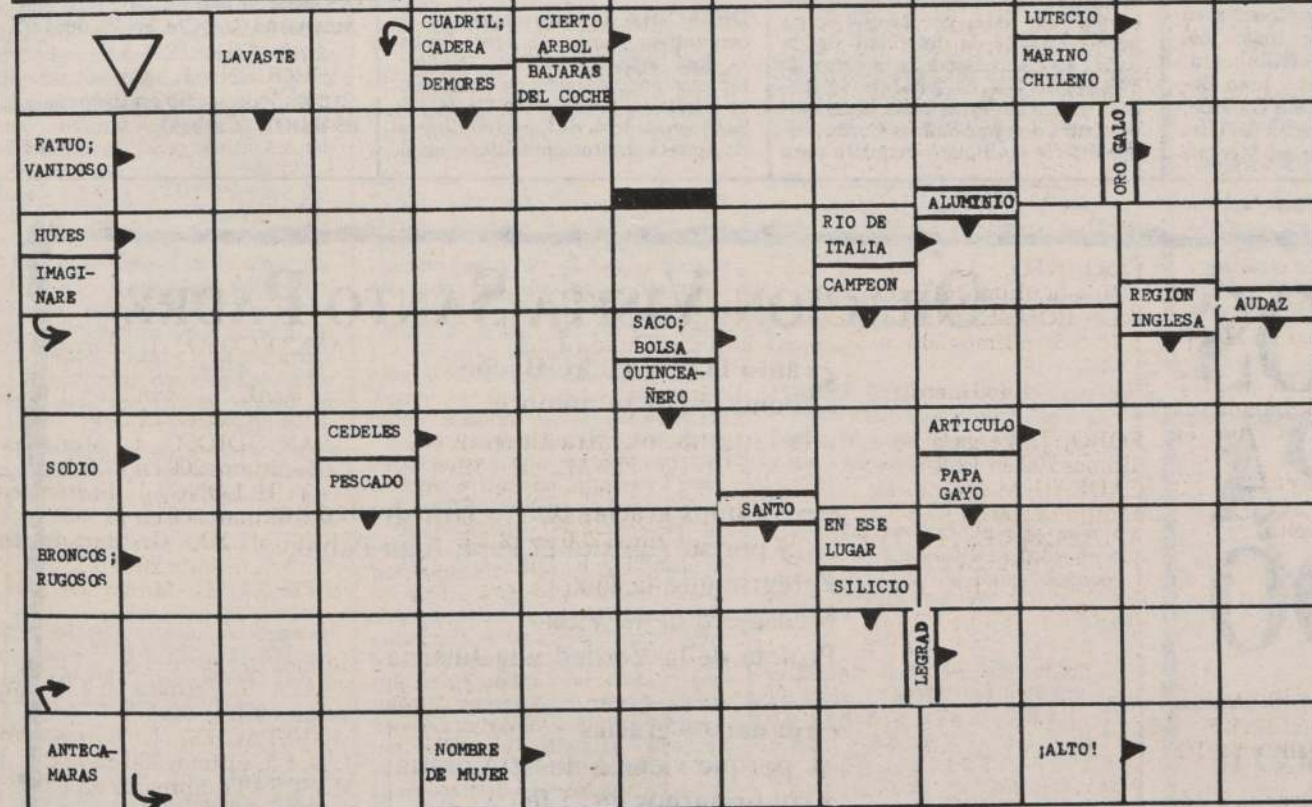 LAVASTE
CUADRIL;
CADERA
DEMORES
CIERTO
ARBOL
BAJARAS
DEL COCHE
LUTECIO
MARINO
CHILENO
FATUO;
VANIDOSO
ORO GALO
HUYES
IMAGI-
NARE
RIO DE
ITALIA
CAMPEON
ALUMINIO
REGION
INGLESA
AUDAZ
SACO;
BOLSA
QUINCEA-
ÑERO
SODIO
CEDELES
PESCADO
ARTICULO
PAPA
GAYO
BRONCOS;
RUGOSOS
SANTO
EN ESE
LUGAR
SILICIO
LEGRAD
ANTECA-
MARAS
NOMBRE
DE MUJER
¡ALTO!